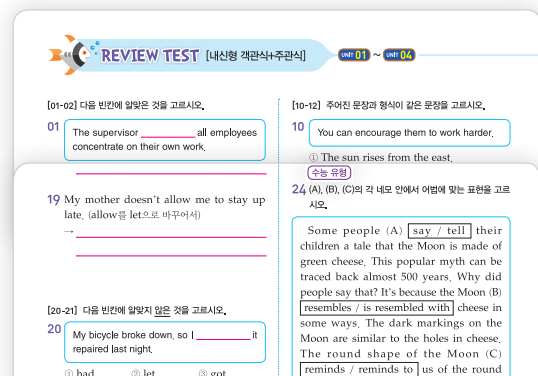 REVIEW TEST [내신형 객관식+주관식]
UNIT 01 ~ UNIT 04
[01-02] 다음 빈칸에 알맞은 것을 고르시오.
01 The supervisor ________ all employees
concentrate on their own work.
19 My mother doesn't allow me to stay up
late. (allow를 let으로 바꾸어서)
→
[20-21] 다음 빈칸에 알맞지 않은 것을 고르시오.
20 My bicycle broke down, so I ________ it
repaired last night.
① had ② let ③ got
[10-12] 주어진 문장과 형식이 같은 문장을 고르시오.
10 You can encourage them to work harder.
① The sun rises from the east.
수능 유형
24 (A), (B), (C)의 각 네모 안에서 어법에 맞는 표현을 고르
시오.
Some people (A) say / tell their
children a tale that the Moon is made of
green cheese. This popular myth can be
traced back almost 500 years. Why did
people say that? It's because the Moon (B)
resembles / is resembled with cheese in
some ways. The dark markings on the
Moon are similar to the holes in cheese.
The round shape of the Moon (C)
reminds / reminds to us of the round